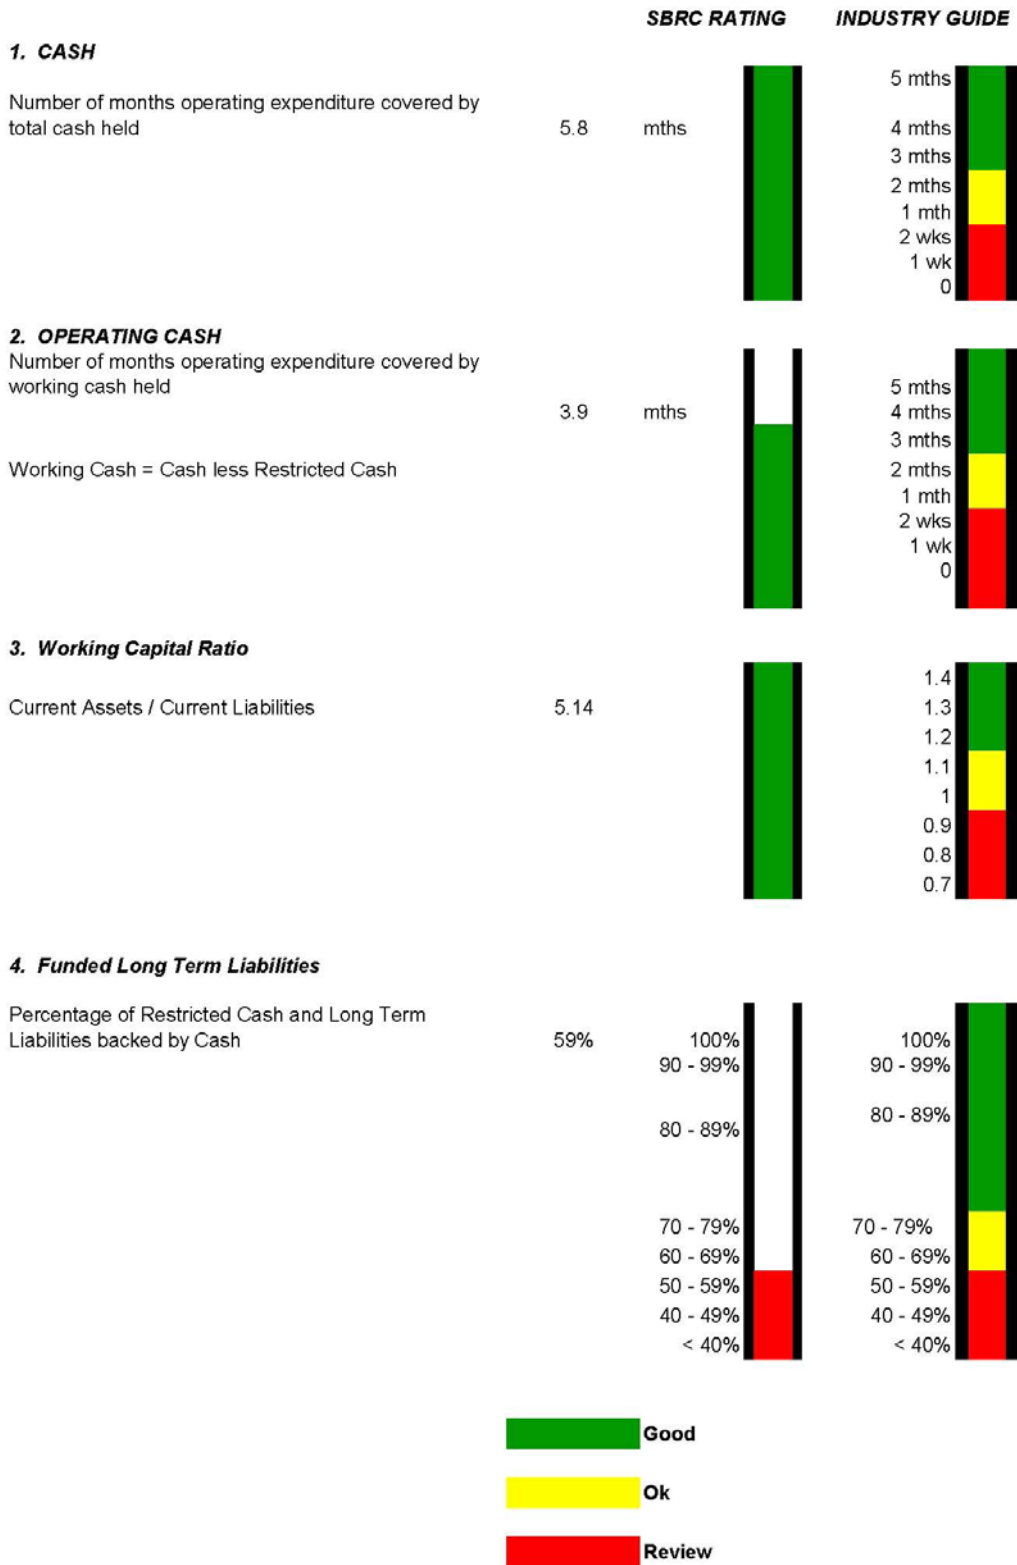 SBRC RATING INDUSTRY GUIDE
1. CASH
5 mths
Number of months operating expenditure covered by
total cash held 5.8 mths 4 mths
3 mths
2 mths
1 mth
2 wks
1 wk
0
2. OPERATING CASH
Number of months operating expenditure covered by
working cash held 5 mths
3.9 mths 4 mths
3 mths
Working Cash = Cash less Restricted Cash 2 mths
1 mth
2 wks
1 wk
0
3. Working Capital Ratio
1.4
Current Assets / Current Liabilities 5.14 1.3
1.2
1.1
1
0.9
0.8
0.7
4. Funded Long Term Liabilities
Percentage of Restricted Cash and Long Term
Liabilities backed by Cash 59% 100% 100%
90 - 99% 90 - 99%
80 - 89% 80 - 89%
70 - 79% 70 - 79%
60 - 69% 60 - 69%
50 - 59% 50 - 59%
40 - 49% 40 - 49%
< 40% < 40%
Good
Ok
Review